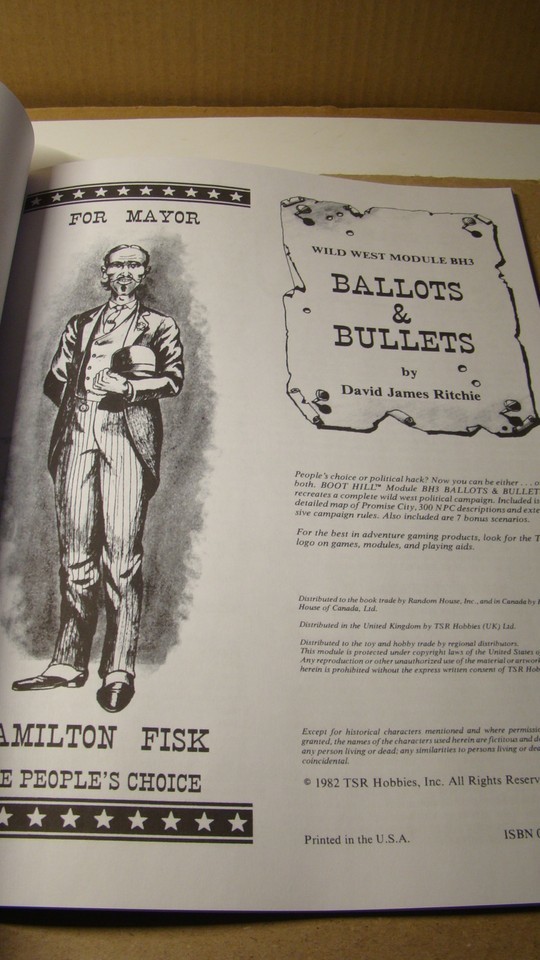 FOR MAYOR
AMILTON FISK
E PEOPLE'S CHOICE
WILD WEST MODULE BH3
BALLOTS
&
BULLETS
by
David James Ritchie
People's choice or political hack? Now you can be either . . . o
both. BOOT HILL™ Module BH3 BALLOTS & BULLET
recreates a complete wild west political campaign. Included is
detailed map of Promise City, 300 NPC descriptions and exte
sive campaign rules. Also included are 7 bonus scenarios.
For the best in adventure gaming products, look for the T
logo on games, modules, and playing aids.
Distributed to the book trade by Random House, Inc., and in Canada by
House of Canada, Ltd.
Distributed in the United Kingdom by TSR Hobbies (UK) Ltd.
Distributed to the toy and hobby trade by regional distributors.
This module is protected under copyright laws of the United States o
Any reproduction or other unauthorized use of the material or artwor
herein is prohibited without the express written consent of TSR Hob
Except for historical characters mentioned and where permissio
granted, the names of the characters used herein are fictitious and d
any person living or dead; any similarities to persons living or dea
coincidental.
© 1982 TSR Hobbies, Inc. All Rights Reserv
Printed in the U.S.A.
ISBN